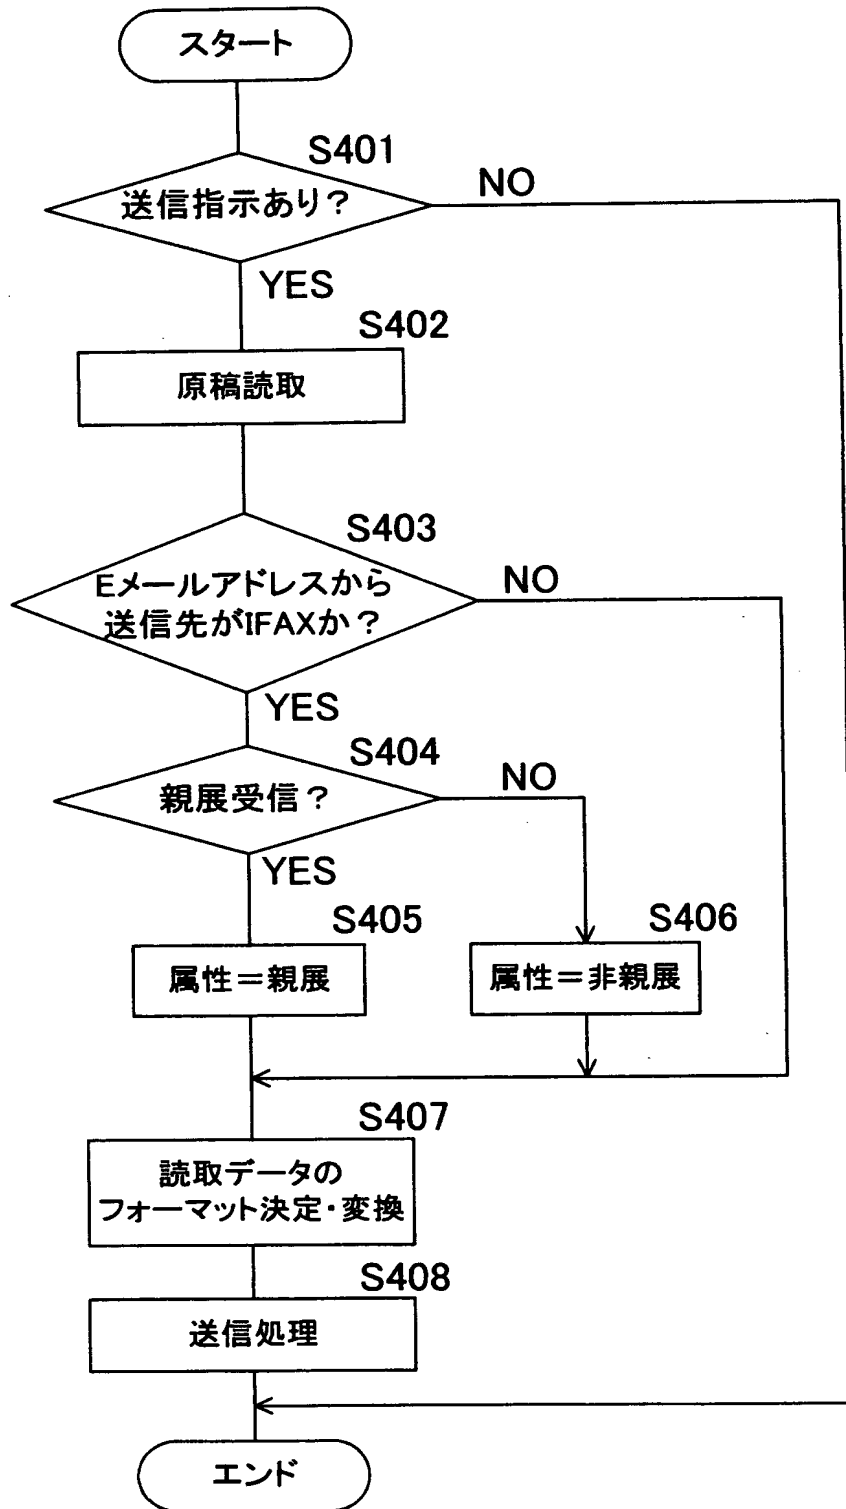 スタート
S401
送信指示あり？
NO
YES
S402
原稿読取
S403
Eメールアドレスから
送信先がIFAXか？
NO
YES
S404
親展受信？
NO
YES
S405
属性＝親展
S406
属性＝非親展
S407
読取データの
フォーマット決定・変換
S408
送信処理
エンド